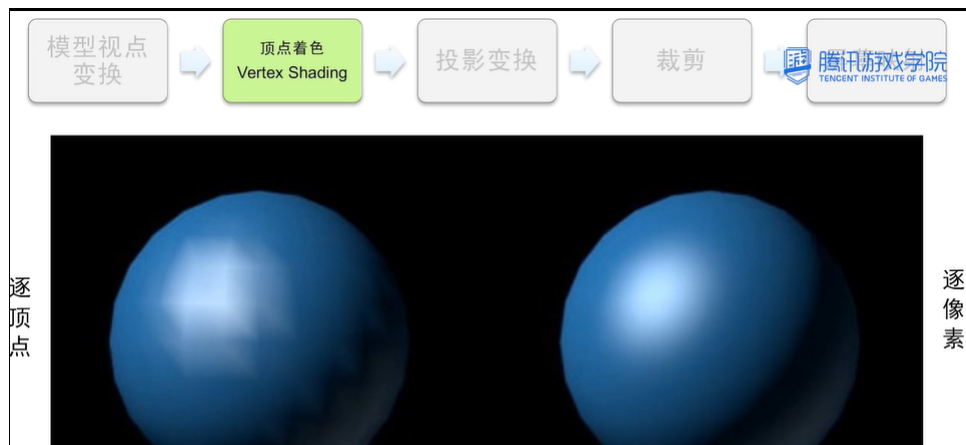 模型视点
变换
顶点着色
Vertex Shading
投影变换
裁剪
腾讯游戏学院
TENCENT INSTITUTE OF GAMES
逐
顶
点
逐
像
素